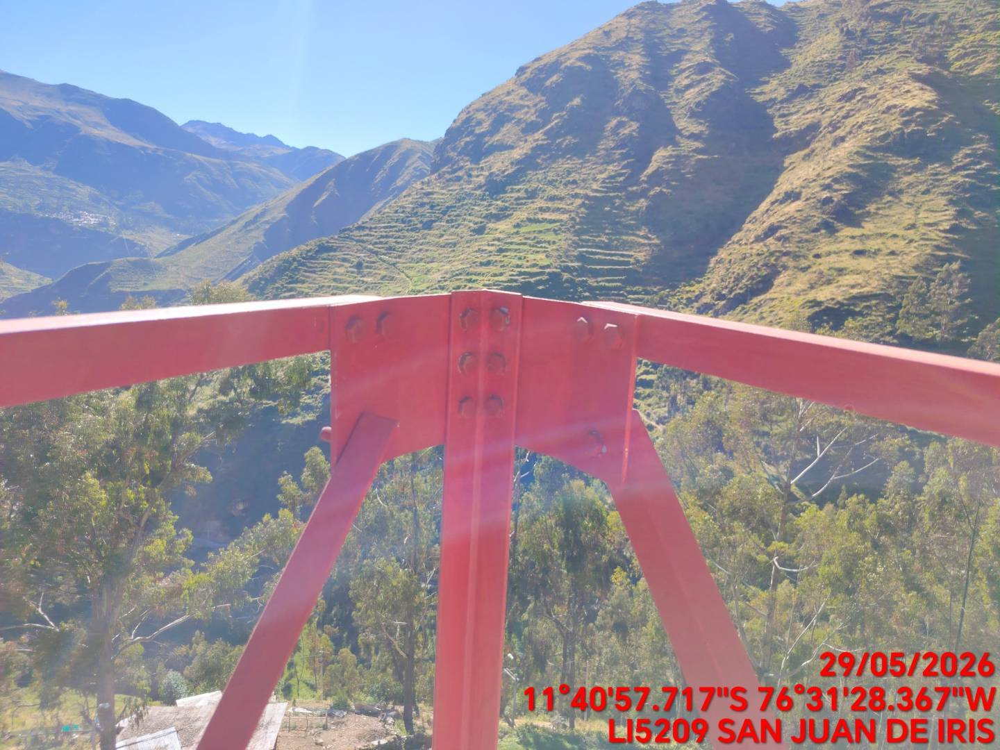 29/05/2026
11°40'57.717"S 76°31'28.367"W
LI5209 SAN JUAN DE IRIS